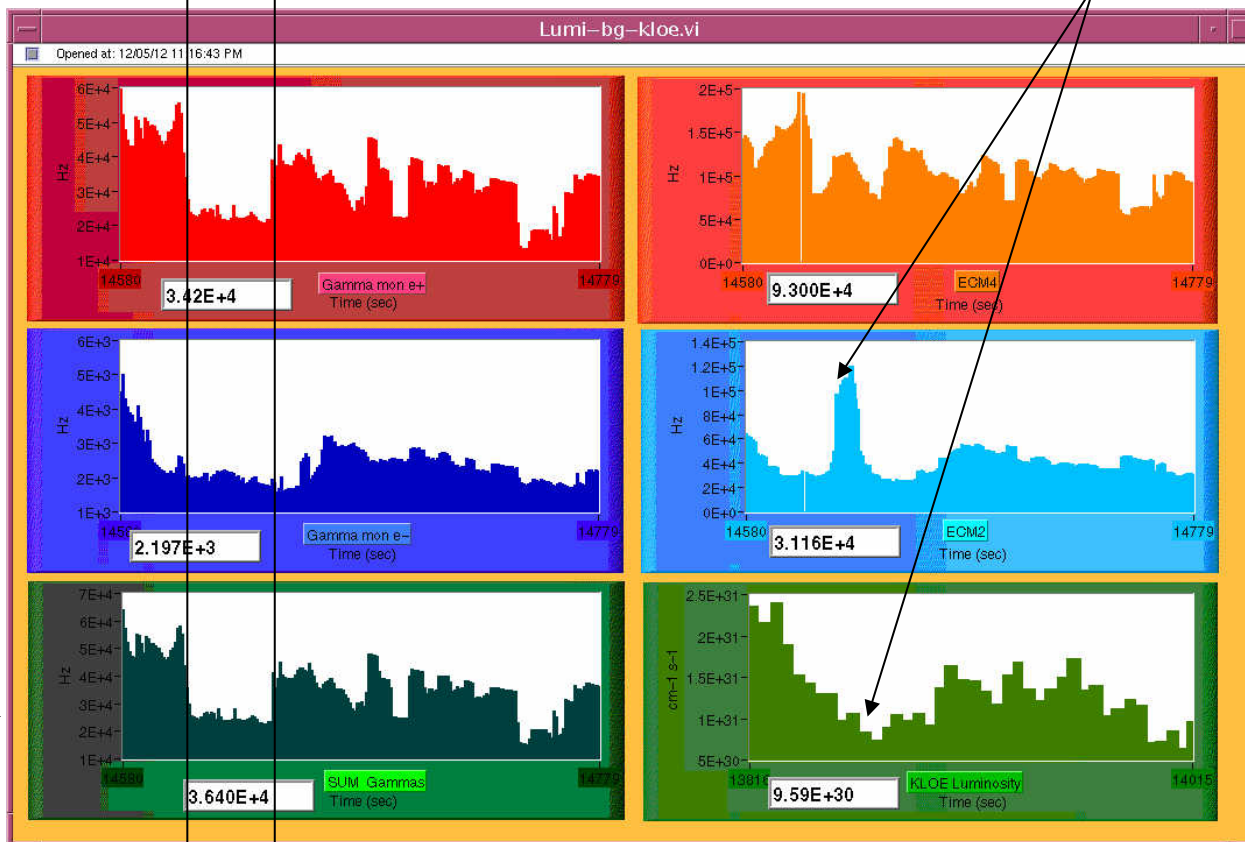 Lumi-bg-kloe.vi
Opened at: 12/05/12 11:16:43 PM
6E+4
5E+4
4E+4
3E+4
2E+4
1E+4
Hz
14580
14779
3.42E+4
Gamma mon e+
Time (sec)
2E+5
1.5E+5
1E+5
5E+4
0E+0
Hz
14580
14779
9.300E+4
ECM4
Time (sec)
6E+3
5E+3
4E+3
3E+3
2E+3
1E+3
Hz
14779
2.197E+3
Gamma mon e-
Time (sec)
1.4E+5
1.2E+5
1E+5
8E+4
6E+4
4E+4
2E+4
0E+0
Hz
14580
14779
3.116E+4
ECM2
Time (sec)
7E+4
6E+4
5E+4
4E+4
3E+4
2E+4
1E+4
Hz
14580
14779
3.640E+4
SUM Gammas
Time (sec)
2.5E+31
2E+31
1.5E+31
1E+31
5E+30
cm-1 s-1
13816
14015
9.59E+30
KLOE Luminosity
Time (sec)